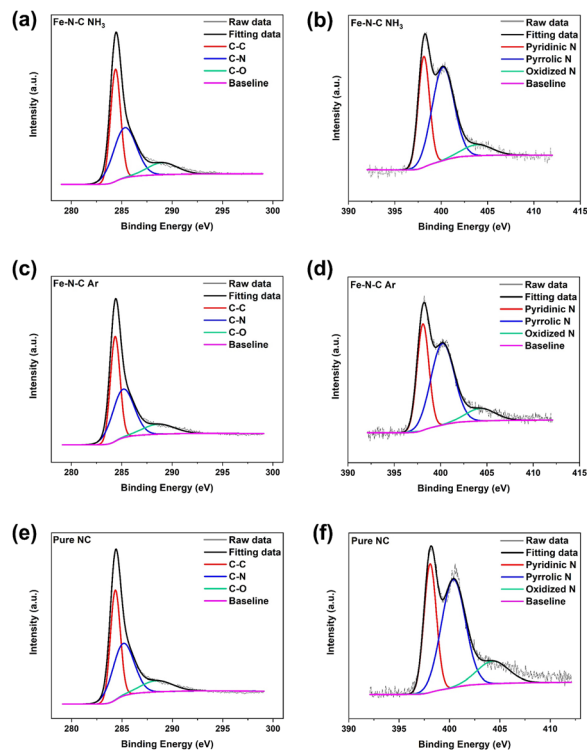 (a)
Fe-N-C NH₃
Raw data
Fitting data
C-C
C-N
C-O
Baseline
Intensity (a.u.)
280 285 290 295 300
Binding Energy (eV)
(b)
Fe-N-C NH₃
Raw data
Fitting data
Pyridinic N
Pyrrolic N
Oxidized N
Baseline
Intensity (a.u.)
390 395 400 405 410 415
Binding Energy (eV)
(c)
Fe-N-C Ar
Raw data
Fitting data
C-C
C-N
C-O
Baseline
Intensity (a.u.)
280 285 290 295 300
Binding Energy (eV)
(d)
Fe-N-C Ar
Raw data
Fitting data
Pyridinic N
Pyrrolic N
Oxidized N
Baseline
Intensity (a.u.)
390 395 400 405 410 415
Binding Energy (eV)
(e)
Pure NC
Raw data
Fitting data
C-C
C-N
C-O
Baseline
Intensity (a.u.)
280 285 290 295 300
Binding Energy (eV)
(f)
Pure NC
Raw data
Fitting data
Pyridinic N
Pyrrolic N
Oxidized N
Baseline
Intensity (a.u.)
390 395 400 405 410
Binding Energy (eV)